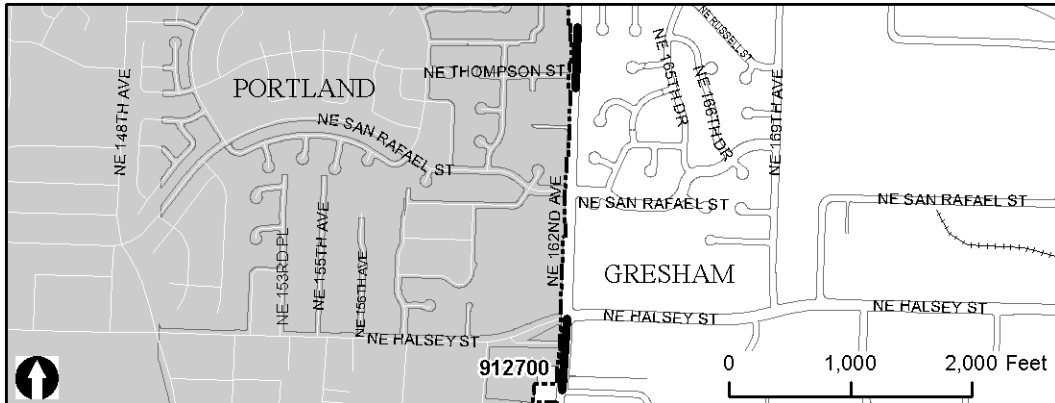 NE RUSSELL ST
NE THOMPSON ST
NE 165TH DR
NE 166TH DR
PORTLAND
NE 148TH AVE
NE SAN RAFAEL ST
NE 169TH AVE
NE 162ND AVE
NE SAN RAFAEL ST
NE SAN RAFAEL ST
NE 153RD PL
NE 155TH AVE
NE 156TH AVE
GRESHAM
NE HALSEY ST
NE HALSEY ST
NE HALSEY ST
912700
0 1,000 2,000 Feet